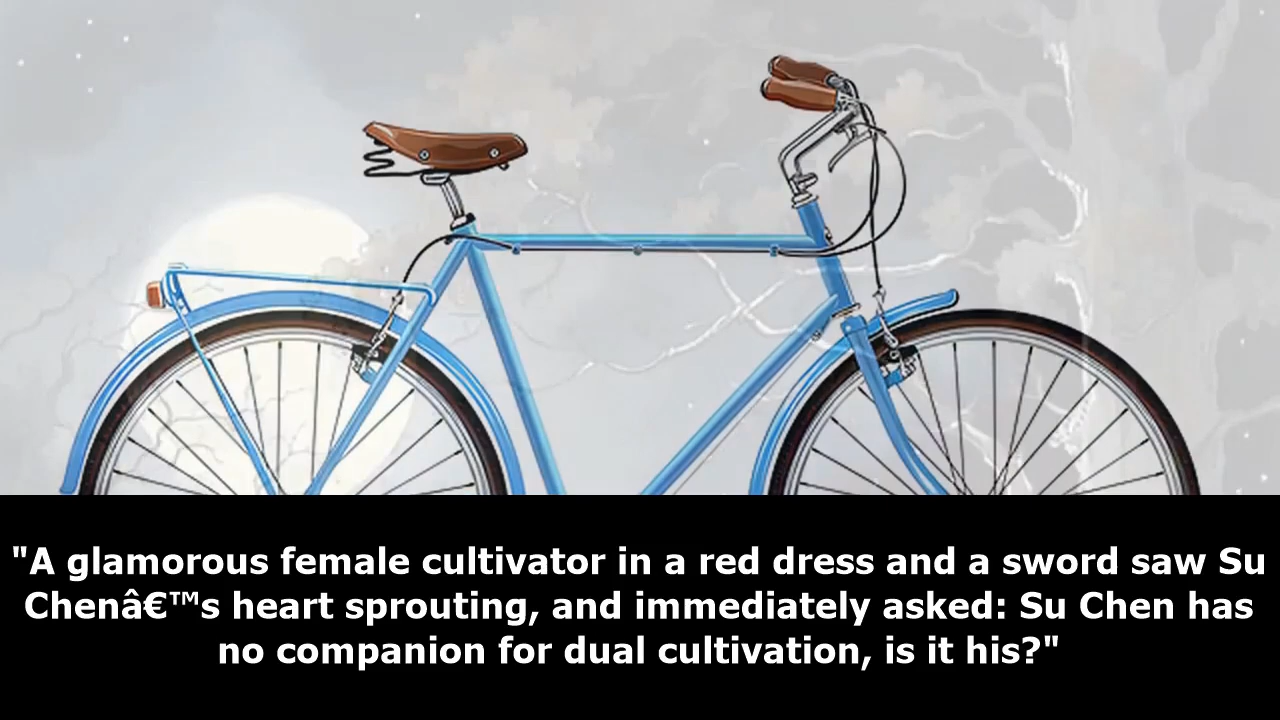 "A glamorous female cultivator in a red dress and a sword saw Su
Chenâ€™s heart sprouting, and immediately asked: Su Chen has
no companion for dual cultivation, is it his?"